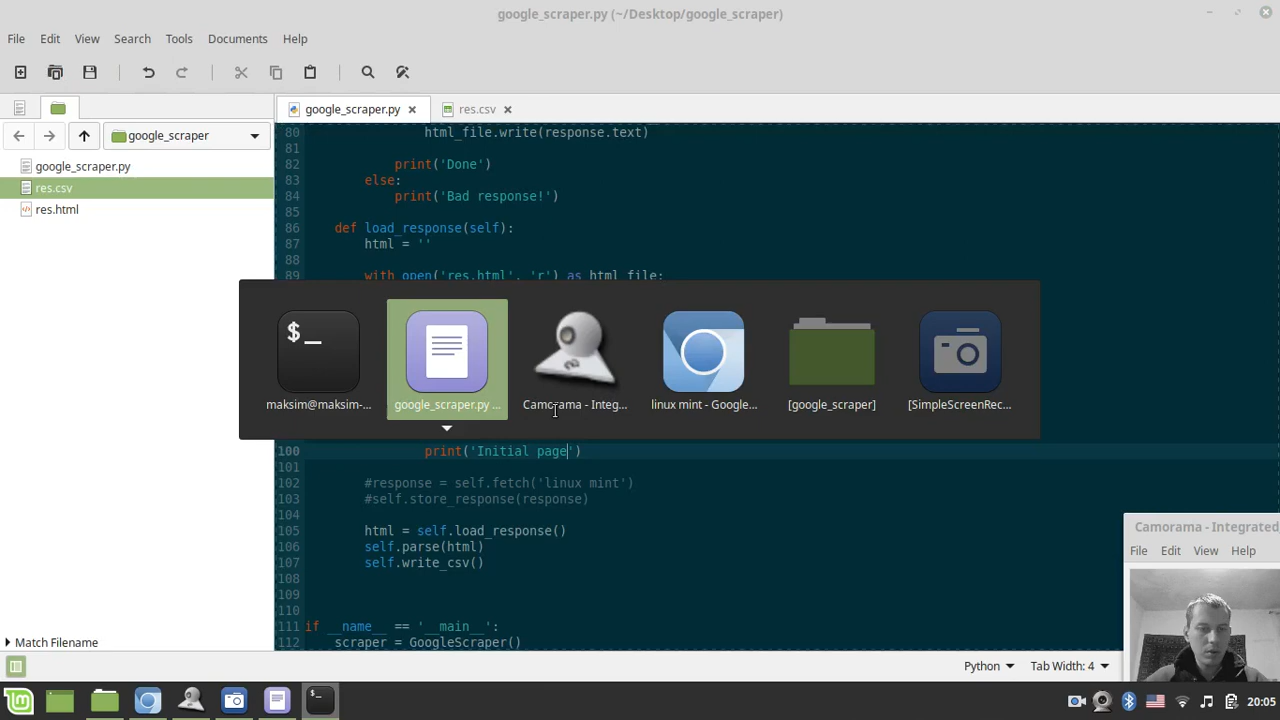 google_scraper.py (~/Desktop/google_scraper)
File Edit View Search Tools Documents Help
google_scraper.py
res.csv
google_scraper
google_scraper.py
res.csv
res.html
80 html_file.write(response.text)
81
82 print('Done')
83 else:
84 print('Bad response!')
85
86 def load_response(self):
87 html = ''
88
89 with open('res.html', 'r') as html_file:
$_
maksim@maksim-...
google_scraper.py ...
Camorama - Integ...
linux mint - Google...
[google_scraper]
[SimpleScreenRec...
100 print('Initial page')
101
102 #response = self.fetch('linux mint')
103 #self.store_response(response)
104
105 html = self.load_response()
106 self.parse(html)
107 self.write_csv()
108
109
110
111 if __name__ == '__main__':
112 scraper = GoogleScraper()
Camorama - Integrated
File Edit View Help
Match Filename
Python
Tab Width: 4
20:05